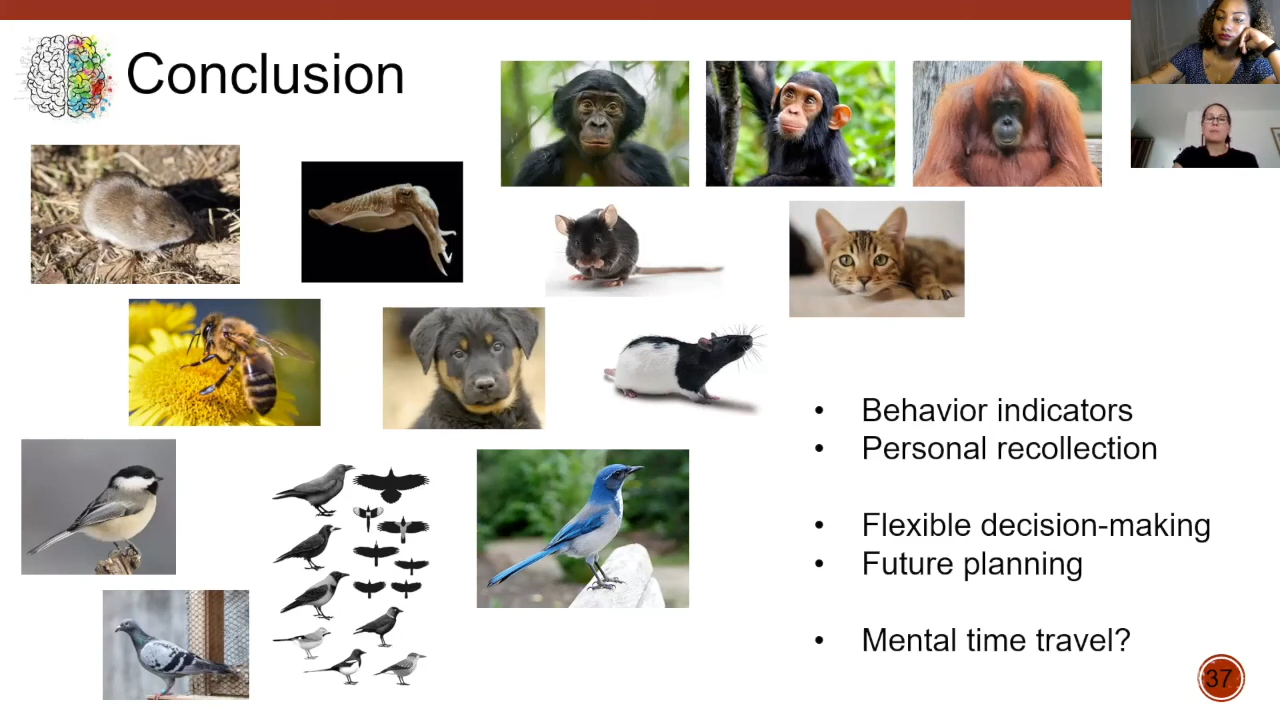 Conclusion
• Behavior indicators
• Personal recollection
• Flexible decision-making
• Future planning
• Mental time travel?
37